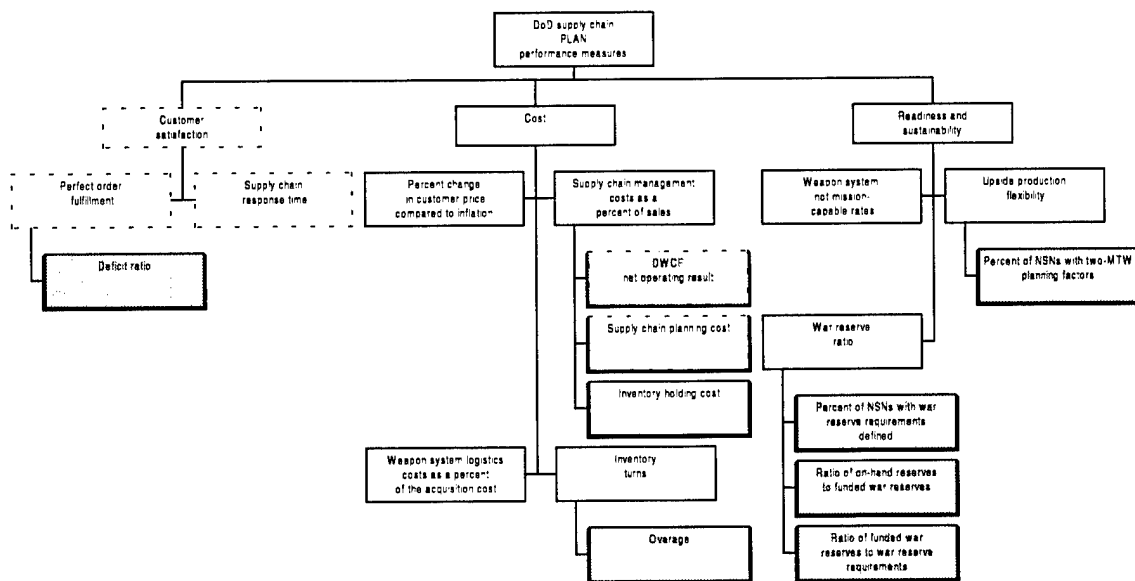 DoD supply chain
PLAN
performance measures
Customer
satisfaction
Cost
Readiness and
sustainability
Perfect order
fulfillment
Supply chain
response time
Percent change
in customer price
compared to inflation
Supply chain management
costs as a
percent of sales
Weapon system
not mission-
capable rates
Upside production
flexibility
Deficit ratio
DWCF
net operating result
Percent of NSNs with two-MTW
planning factors
Supply chain planning cost
War reserve
ratio
Inventory holding cost
Percent of NSNs with war
reserve requirements
defined
Weapon system logistics
costs as a percent
of the acquisition cost
Inventory
turns
Ratio of on-hand reserves
to funded war reserves
Overage
Ratio of funded war
reserves to war reserve
requirements